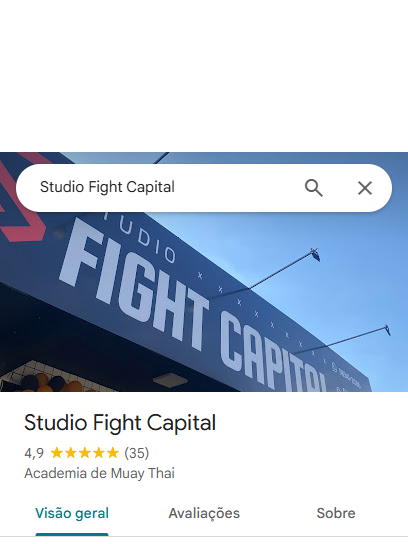 Studio Fight Capital
STUDIO
FIGHT CAPITAL
Studio Fight Capital
4,9 (35)
Academia de Muay Thai
Visão geral Avaliações Sobre